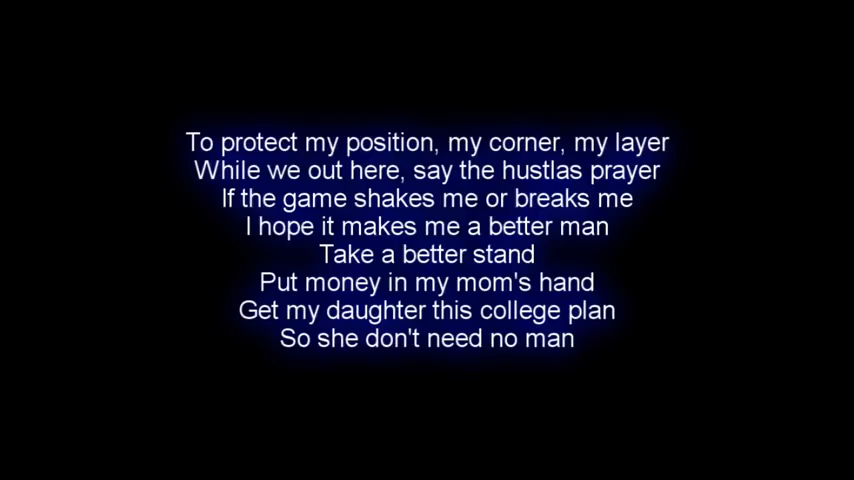 To protect my position, my corner, my layer
While we out here, say the hustlas prayer
If the game shakes me or breaks me
I hope it makes me a better man
Take a better stand
Put money in my mom's hand
Get my daughter this college plan
So she don't need no man